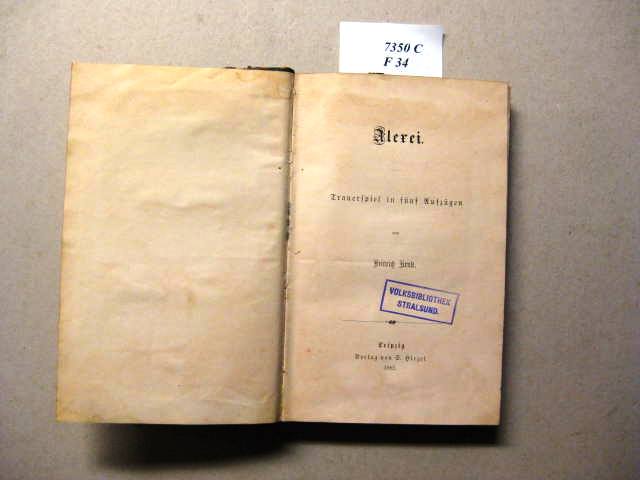 7350 C
F 34
Alexei.
Trauerspiel in fünf Aufzügen
von
Heinrich Kruse.
VOLKSBIBLIOTHEK
STRALSUND.
Leipzig
Verlag von S. Hirzel